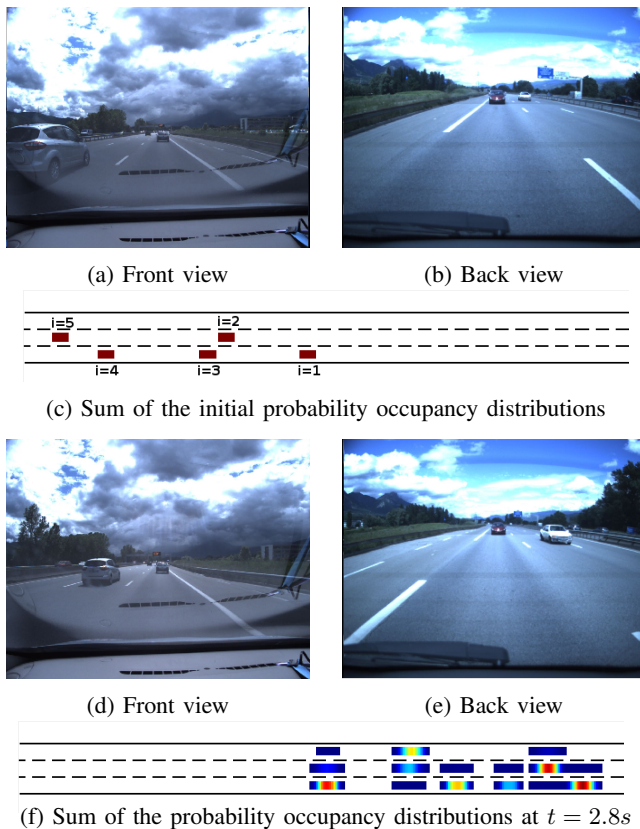 (a) Front view
(b) Back view
i=5
i=2
i=4
i=3
i=1
(c) Sum of the initial probability occupancy distributions
(d) Front view
(e) Back view
(f) Sum of the probability occupancy distributions at t = 2.8s